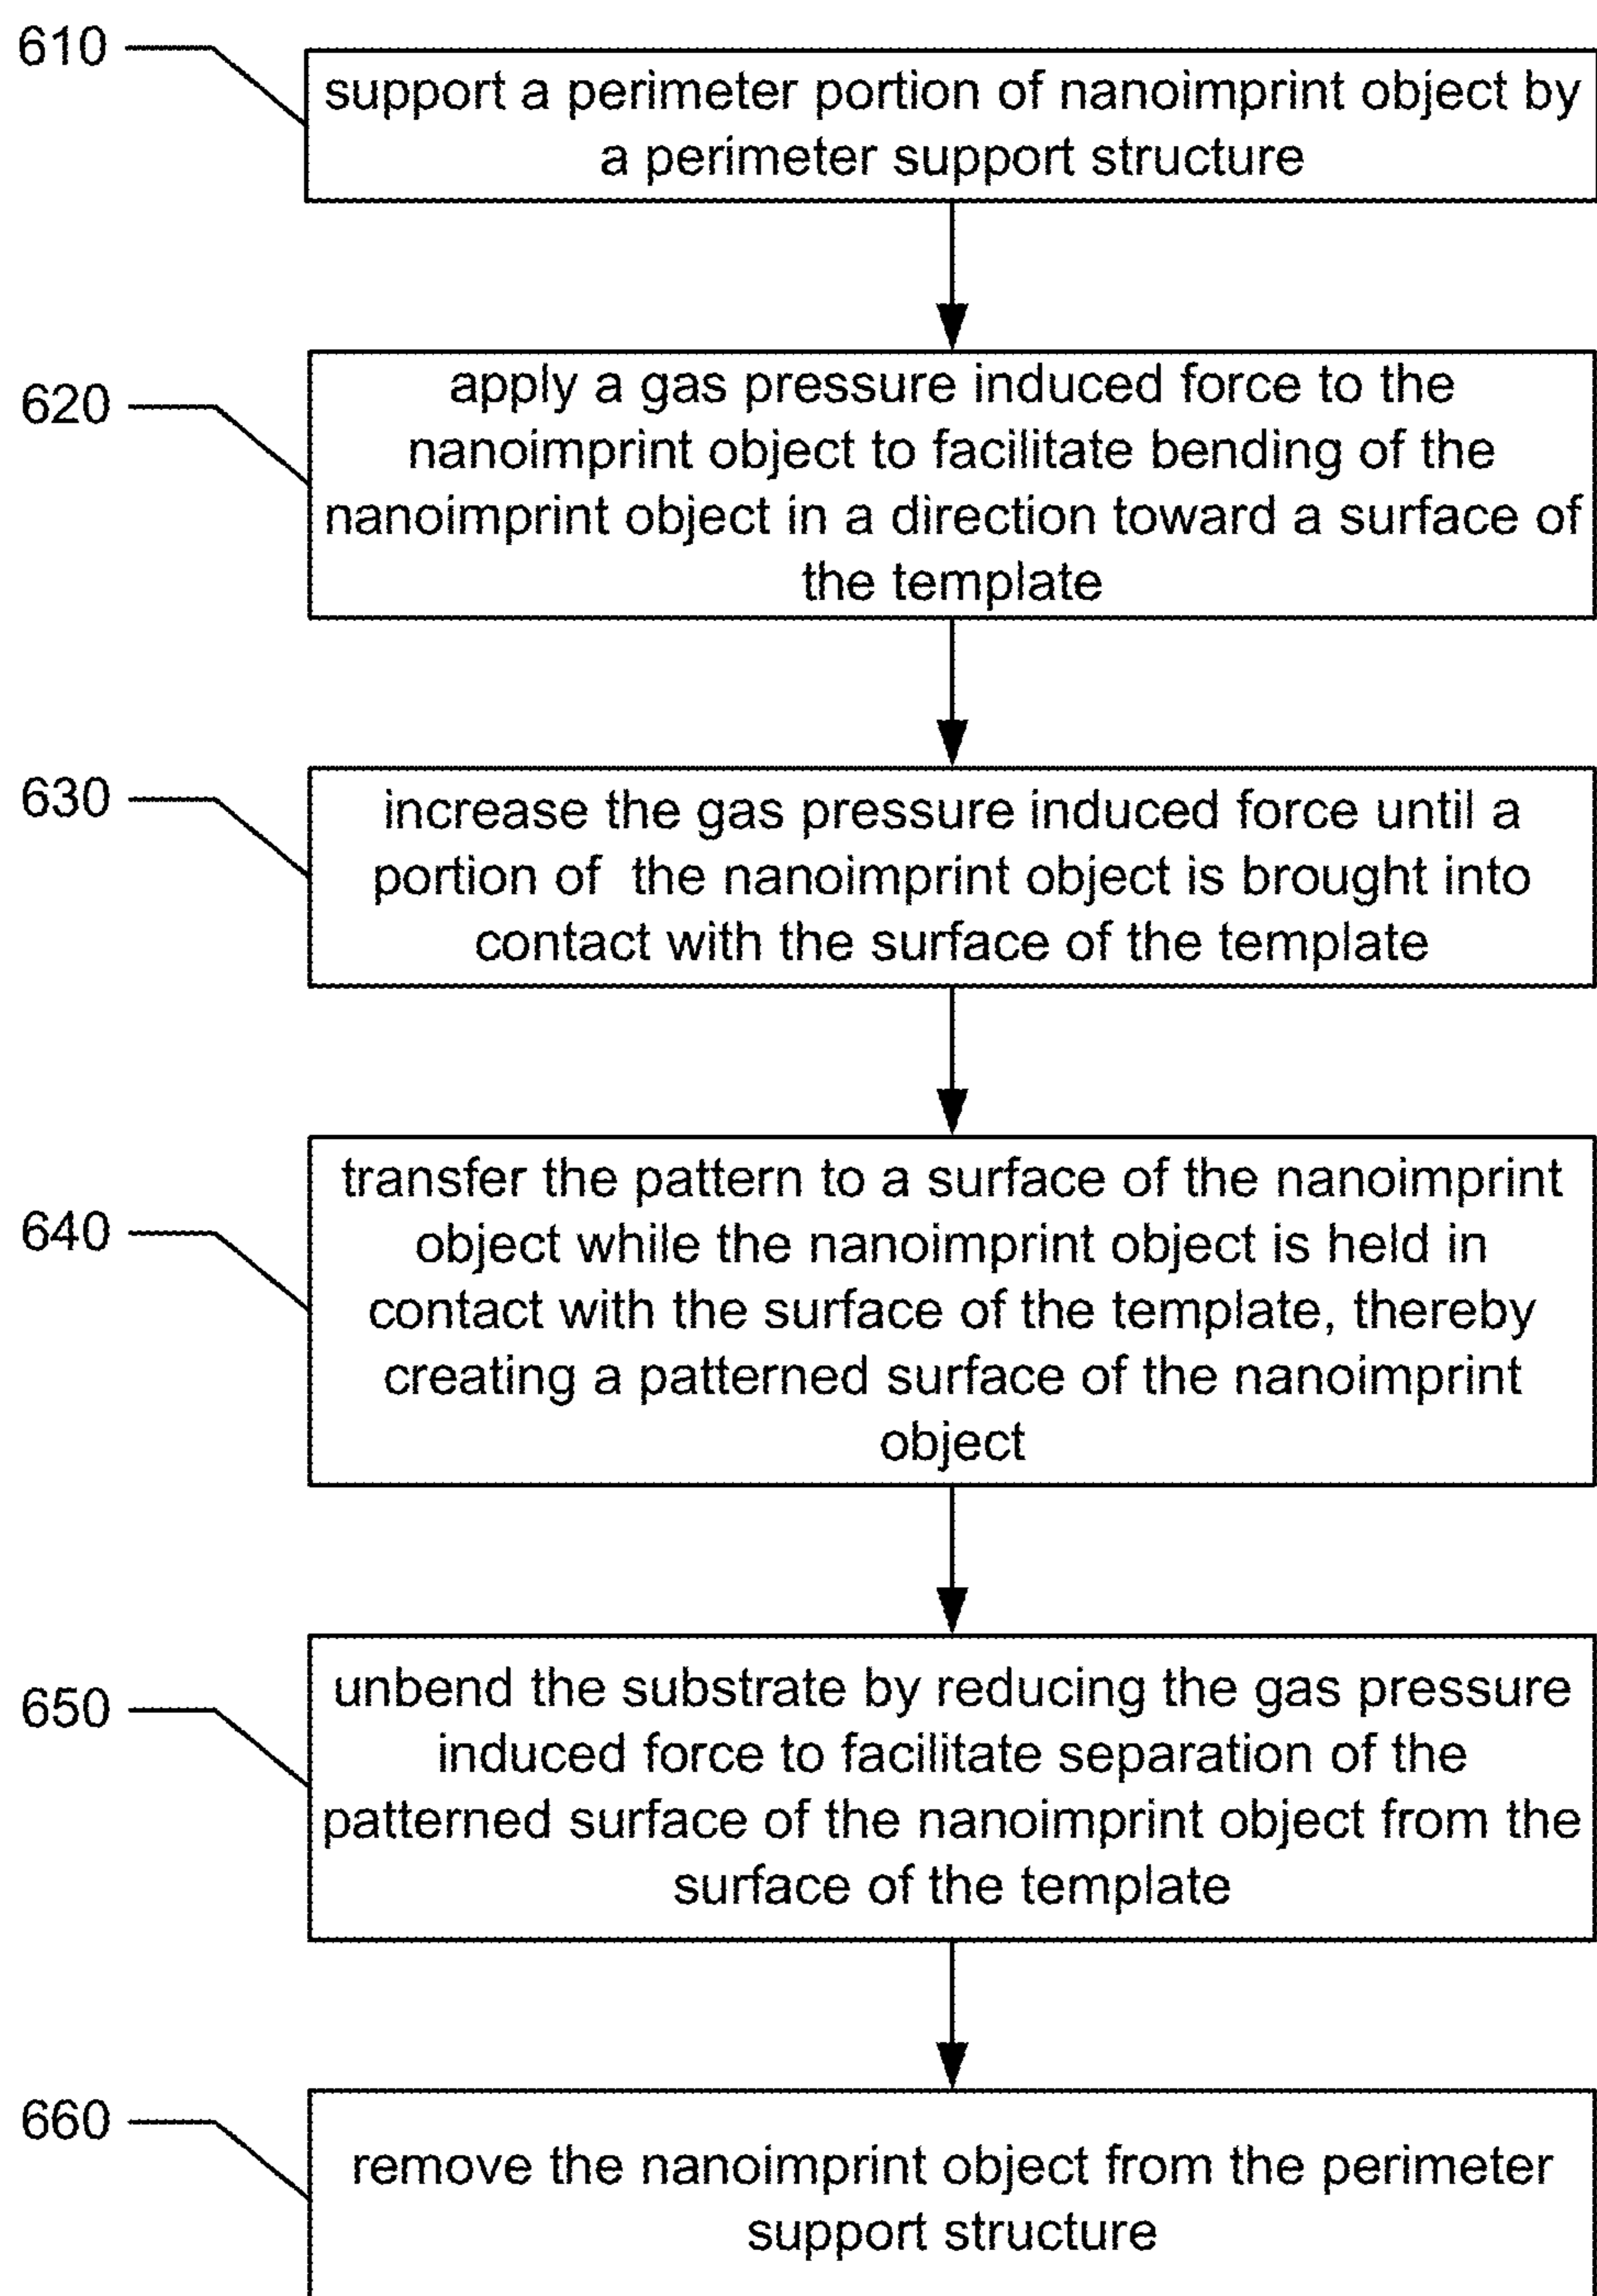 610
support a perimeter portion of nanoimprint object by
a perimeter support structure
620
apply a gas pressure induced force to the
nanoimprint object to facilitate bending of the
nanoimprint object in a direction toward a surface of
the template
630
increase the gas pressure induced force until a
portion of  the nanoimprint object is brought into
contact with the surface of the template
640
transfer the pattern to a surface of the nanoimprint
object while the nanoimprint object is held in
contact with the surface of the template, thereby
creating a patterned surface of the nanoimprint
object
650
unbend the substrate by reducing the gas pressure
induced force to facilitate separation of the
patterned surface of the nanoimprint object from the
surface of the template
660
remove the nanoimprint object from the perimeter
support structure